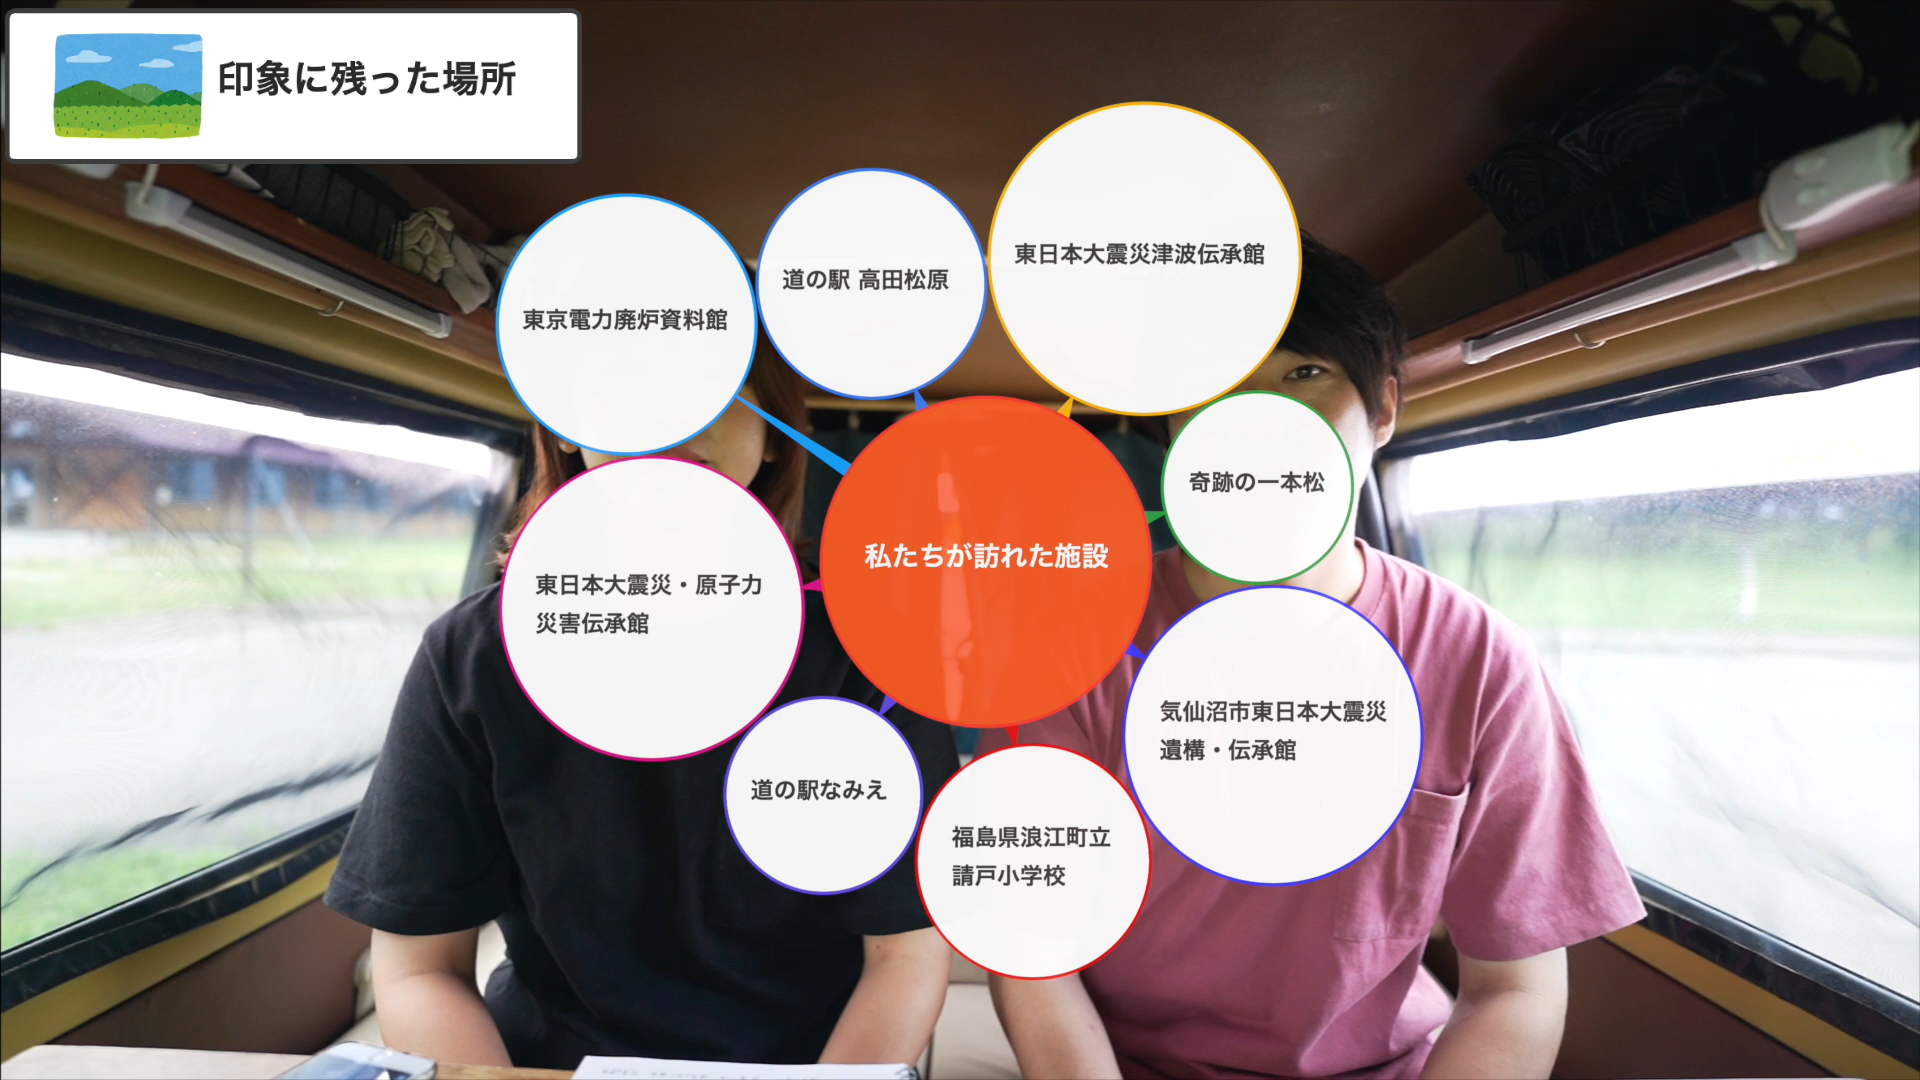 印象に残った場所
東京電力廃炉資料館
道の駅 高田松原
東日本大震災津波伝承館
奇跡の一本松
私たちが訪れた施設
東日本大震災・原子力
災害伝承館
気仙沼市東日本大震災
遺構・伝承館
道の駅なみえ
福島県浪江町立
請戸小学校